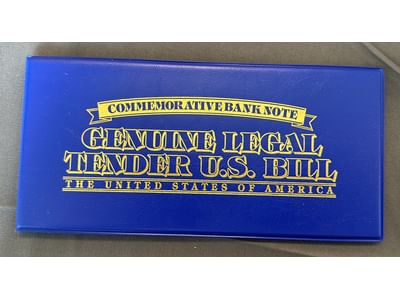 COMMEMORATIVE BANK NOTE
GENUINE LEGAL
TENDER U.S. BILL
THE UNITED STATES OF AMERICA